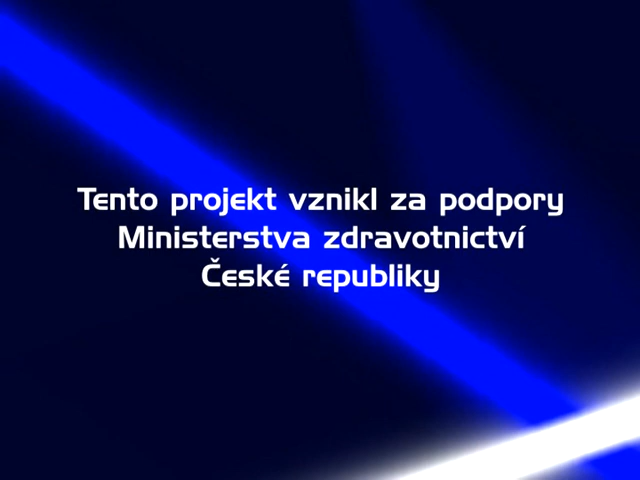 Tento projekt vznikl za podpory
Ministerstva zdravotnictví
České republiky